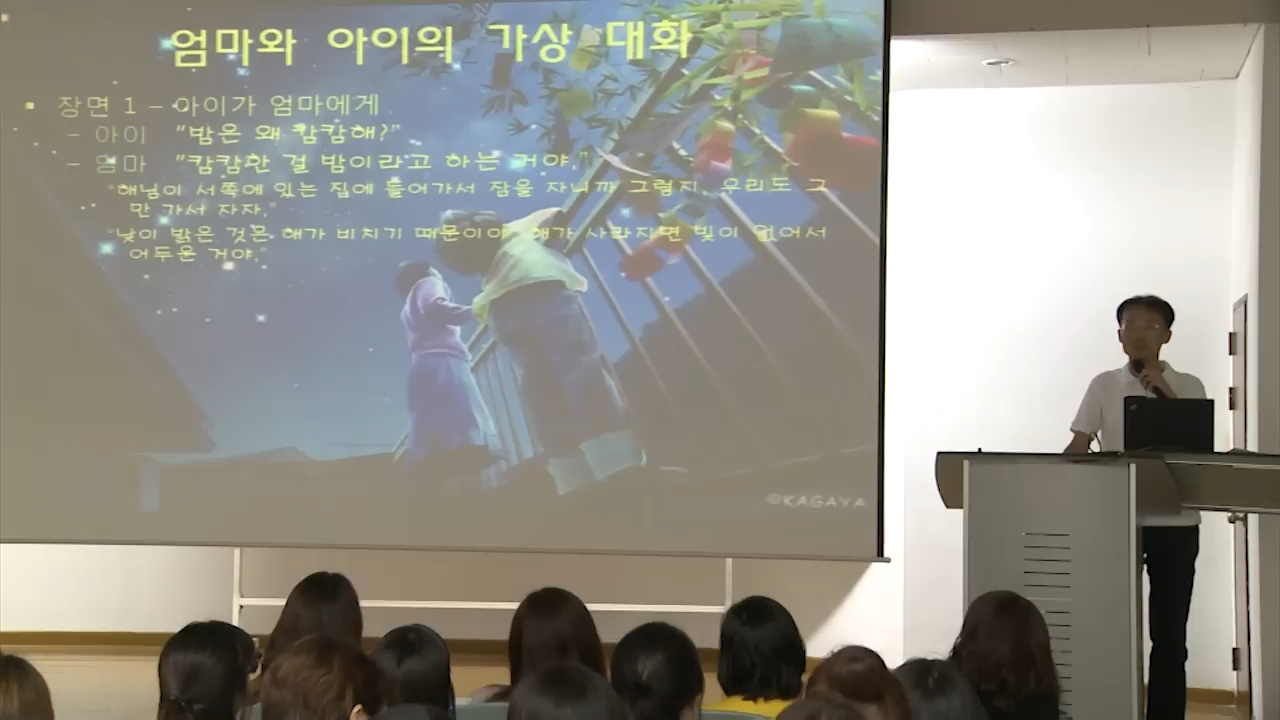 엄마와 아이의 가상 대화
▪ 장면 1 – 아이가 엄마에게
– 아이 "밤은 왜 캄캄해?"
– 엄마 "캄캄한 걸 밤이라고 하는 거야."
"해님이 서쪽에 있는 집에 들어가서 잠을 자니까 그렇지. 우리도 그
만 가서 자자."
"낮이 밝은 것은 해가 비치기 때문이야. 해가 사라지면 빛이 없어서
어두운 거야."
©KAGAYA